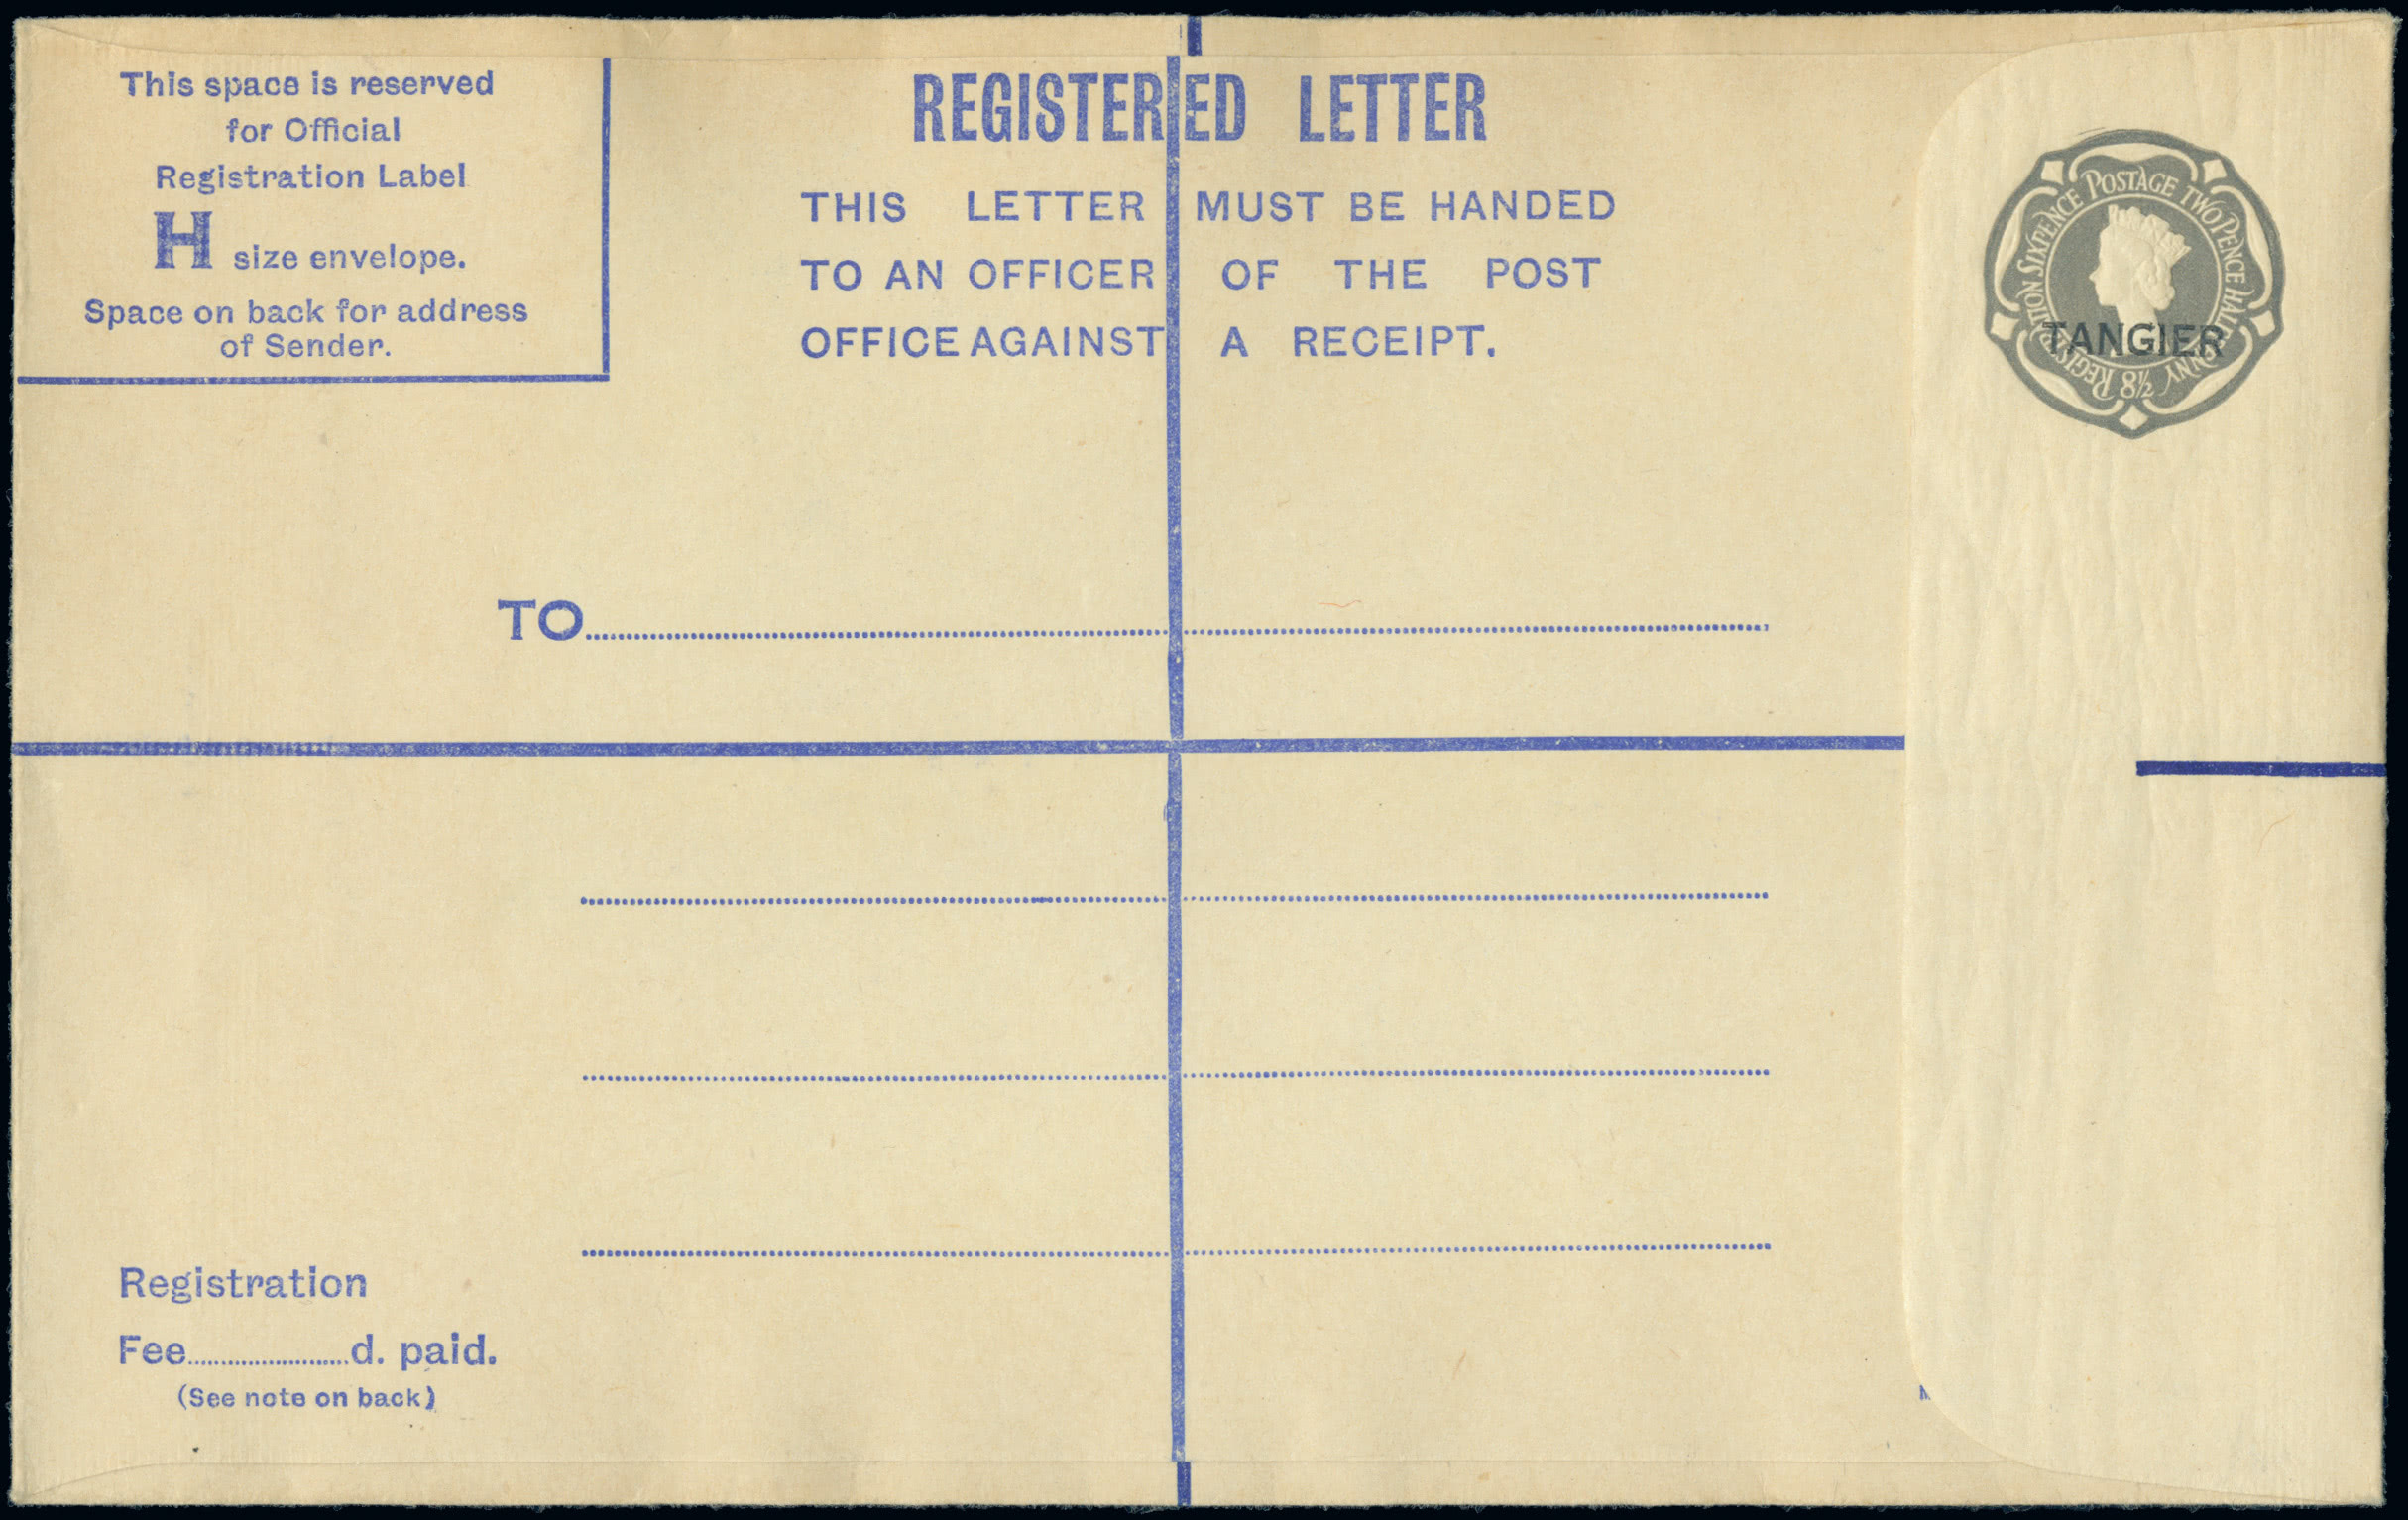 This space is reserved
for Official
Registration Label
H size envelope.
Space on back for address
of Sender.
REGISTERED LETTER
THIS LETTER MUST BE HANDED
TO AN OFFICER OF THE POST
OFFICE AGAINST A RECEIPT.
POSTAGE TWO PENCE HALFPENNY
REGISTRATION SIXPENCE
8½
TANGIER
TO
Registration
Fee d. paid.
(See note on back)